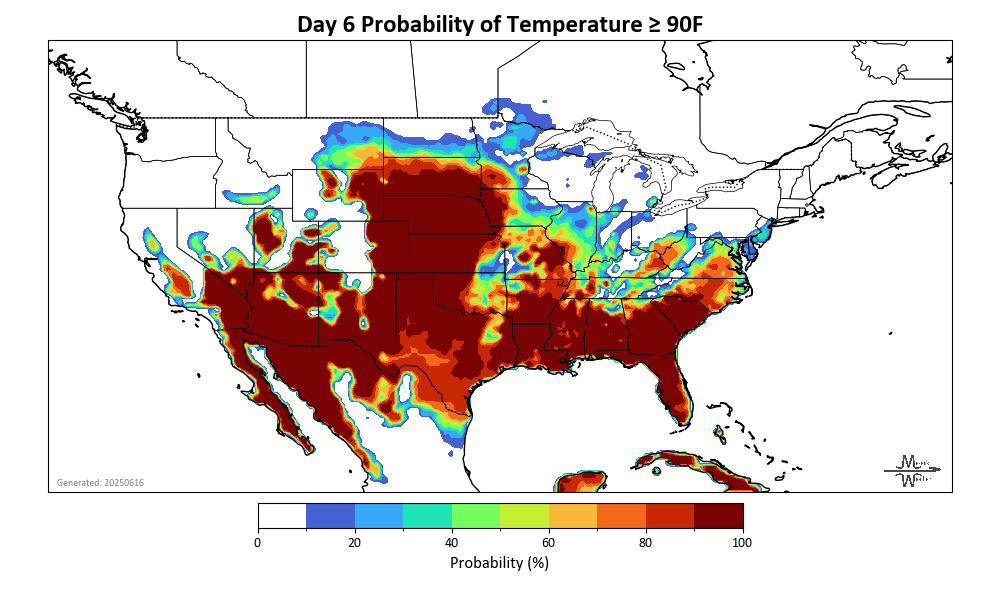 Day 6 Probability of Temperature ≥ 90F
Generated: 20250616
0 20 40 60 80 100
Probability (%)